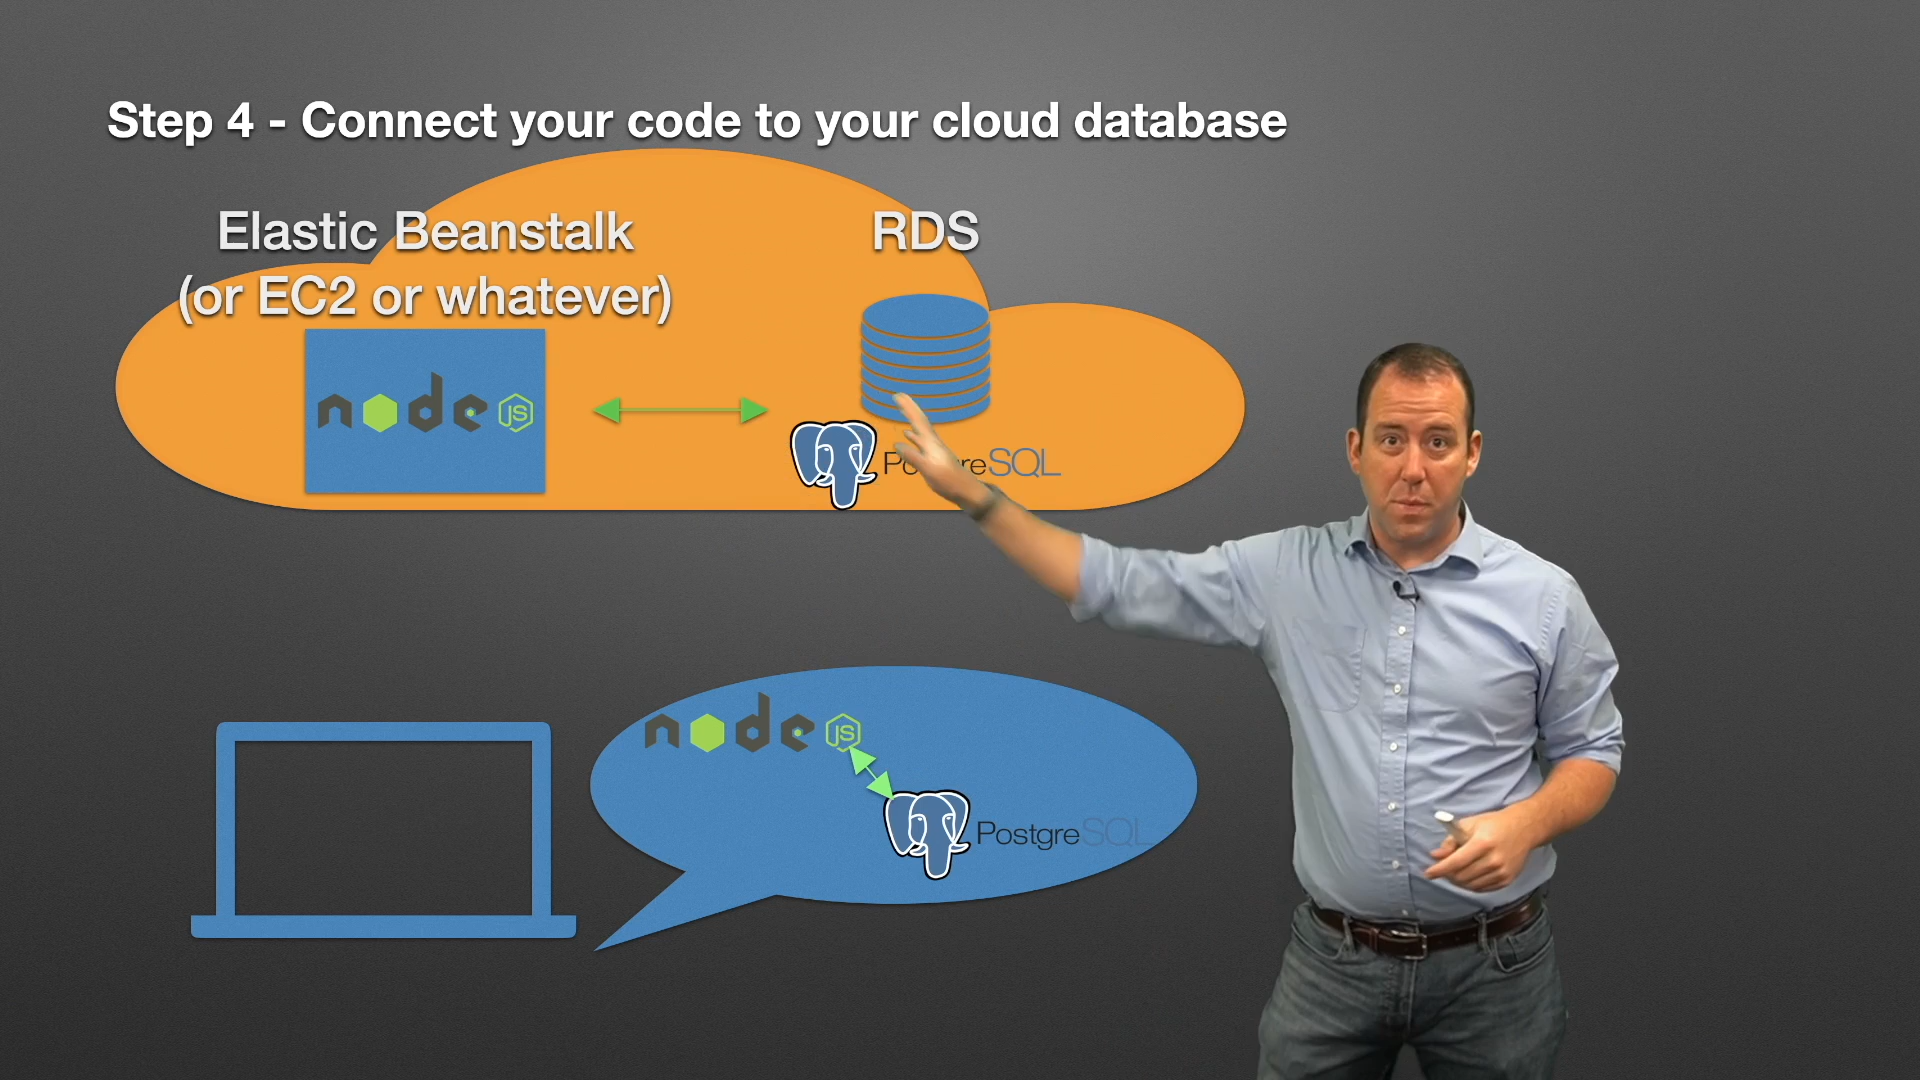 Step 4 - Connect your code to your cloud database
Elastic Beanstalk
(or EC2 or whatever)
RDS
node JS
PostgreSQL
node JS
PostgreSQL